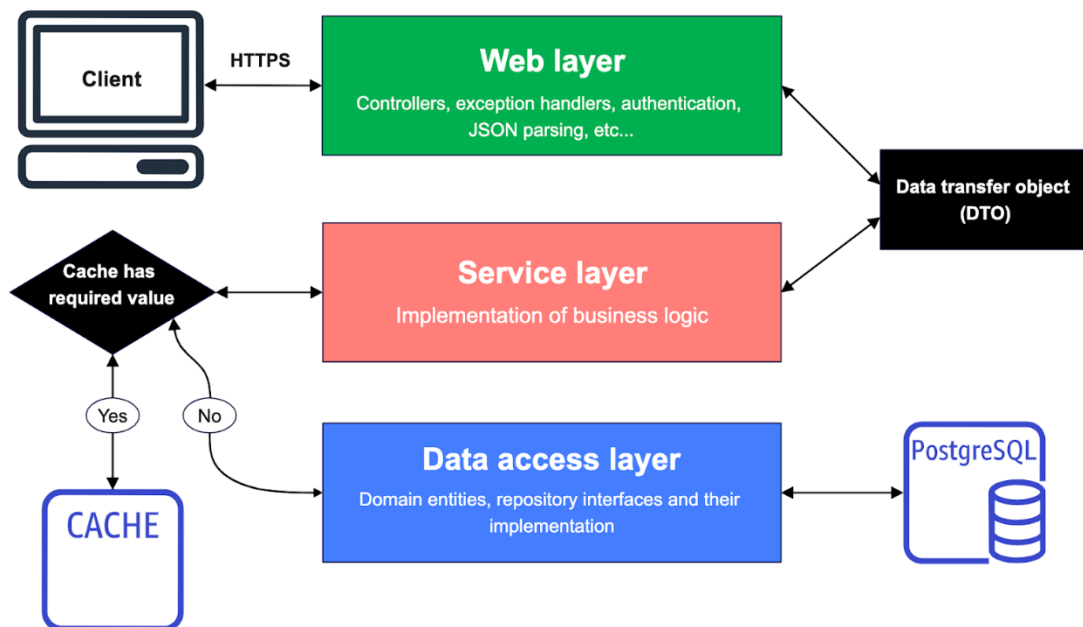 Client
HTTPS
Web layer
Controllers, exception handlers, authentication,
JSON parsing, etc...
Data transfer object
(DTO)
Cache has
required value
Service layer
Implementation of business logic
Yes
No
Data access layer
Domain entities, repository interfaces and their
implementation
PostgreSQL
CACHE